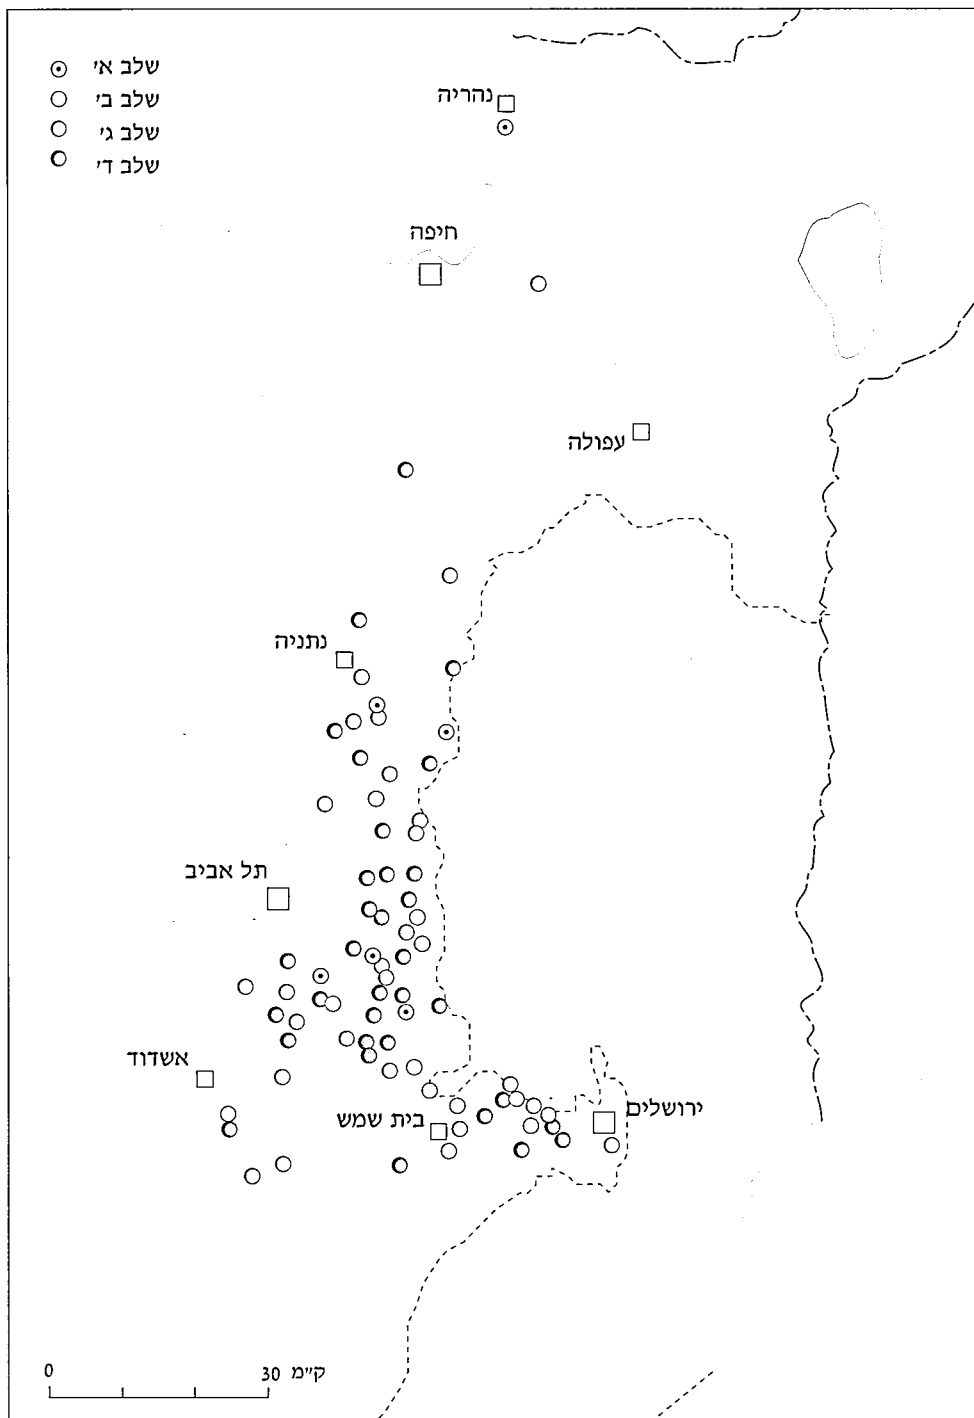 שלב א׳
שלב ב׳
שלב ג׳
שלב ד׳
נהריה
חיפה
עפולה
נתניה
תל אביב
אשדוד
בית שמש
ירושלים
0 30 ק״מ